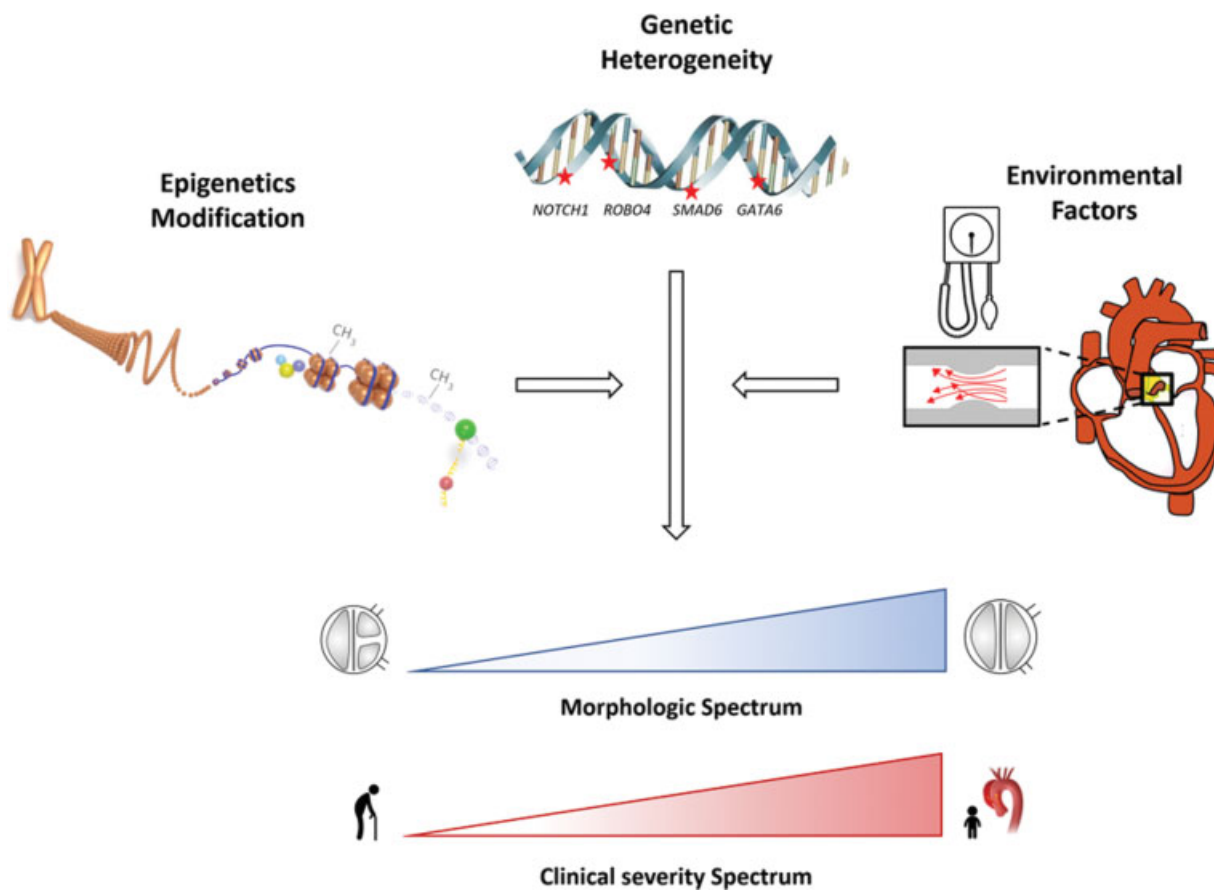 Genetic
Heterogeneity
Epigenetics
Modification
NOTCH1 ROBO4 SMAD6 GATA6
Environmental
Factors
CH3
CH3
Morphologic Spectrum
Clinical severity Spectrum